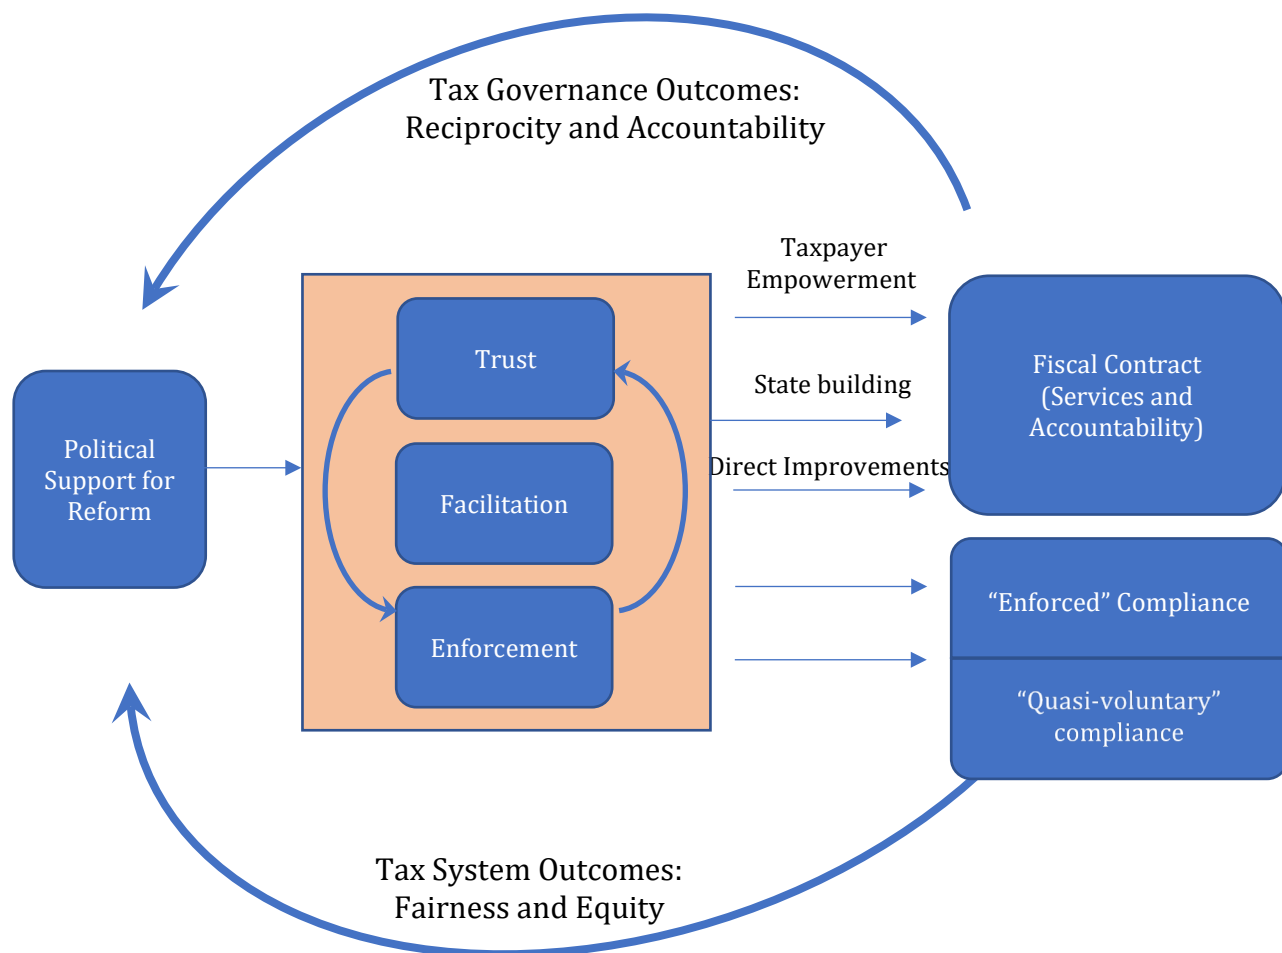 Tax Governance Outcomes:
Reciprocity and Accountability
Taxpayer
Empowerment
State building
Direct Improvements
Political
Support for
Reform
Trust
Facilitation
Enforcement
Fiscal Contract
(Services and
Accountability)
“Enforced” Compliance
“Quasi-voluntary”
compliance
Tax System Outcomes:
Fairness and Equity